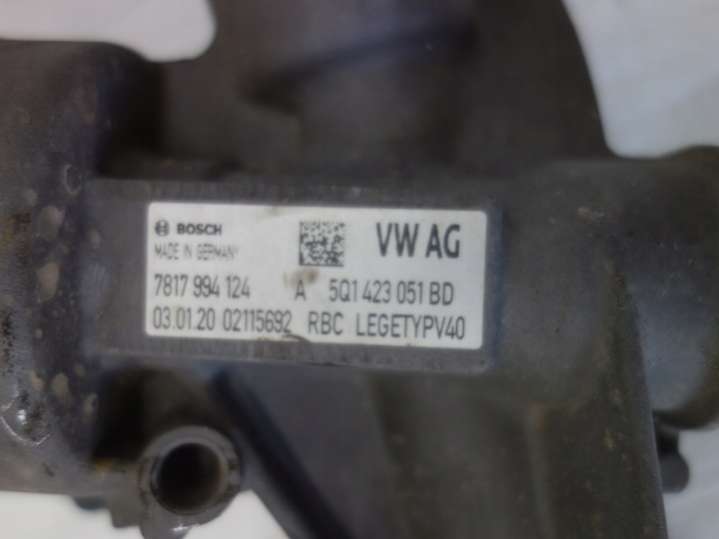 BOSCH VW AG
MADE IN GERMANY
7817 994 124 A 5Q1 423 051 BD
03.01.20 02115692 RBC LEGETYPV40